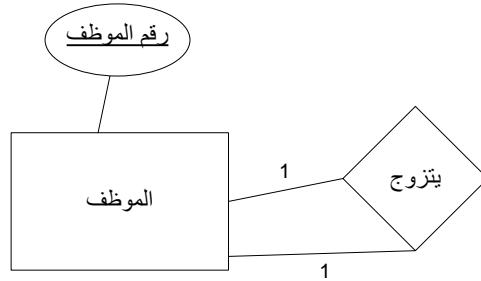 رقم الموظف
الموظف
يتزوج
1
1